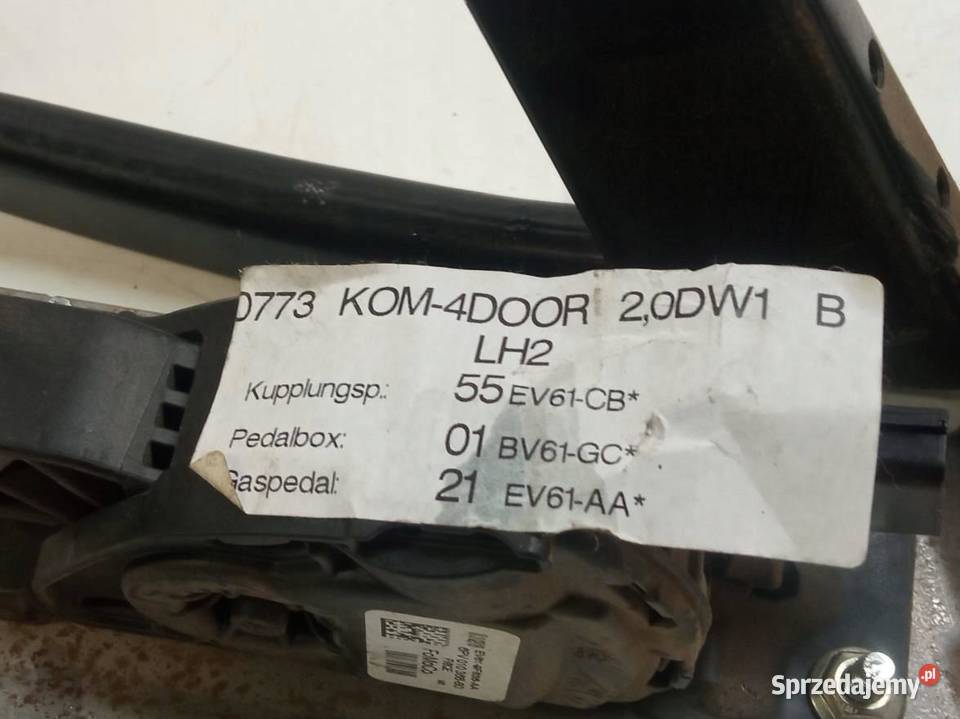 0773 KOM-4DOOR 2,0DW1 B
LH2
Kupplungsp.: 55 EV61-CB*
Pedalbox: 01 BV61-GC*
Gaspedal: 21 EV61-AA*
FoMoCo
Sprzedajemy.pl